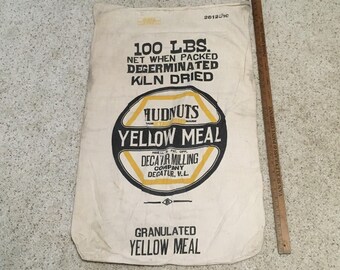 100 LBS.
NET WHEN PACKED
DEGERMINATED
KILN DRIED
HUDNUTS
YELLOW MEAL
DECATUR MILLING
COMPANY
DECATUR, ILL.
GRANULATED
YELLOW MEAL